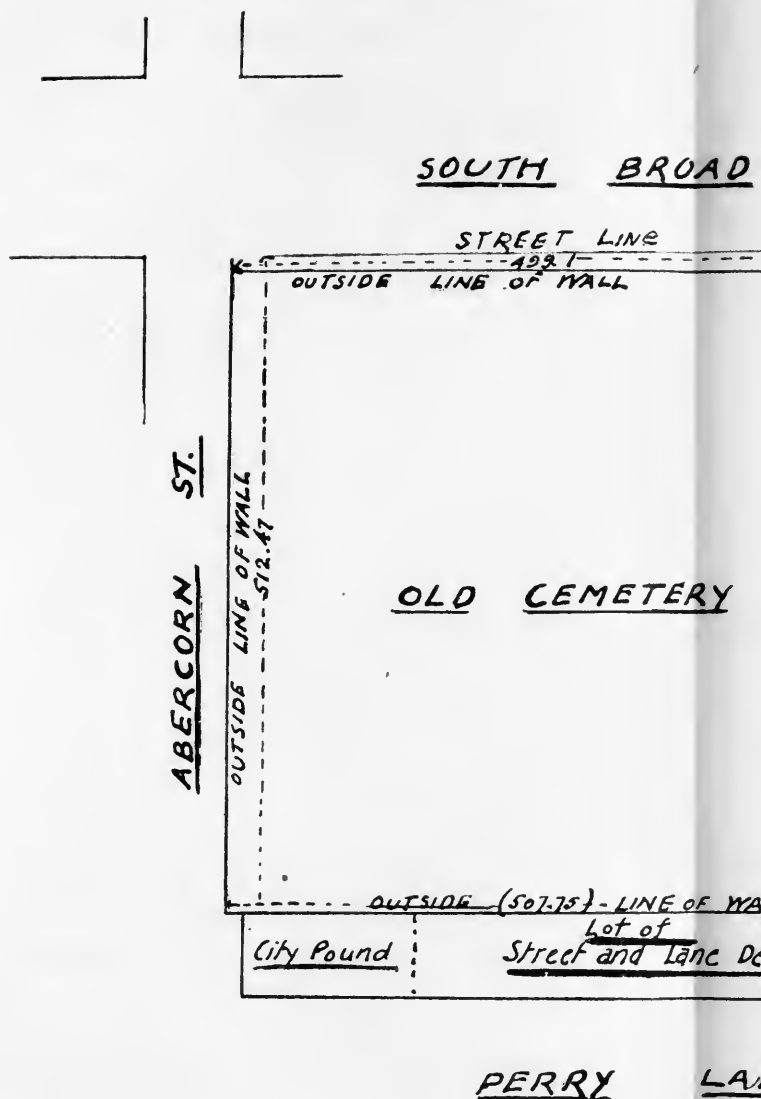 SOUTH BROAD
STREET LINE
499.1
OUTSIDE LINE OF WALL
ABERCORN ST.
OUTSIDE LINE OF WALL
512.47
OLD CEMETERY
OUTSIDE (507.75) - LINE OF WA
Lot of
City Pound
Street and Lane De
PERRY LA